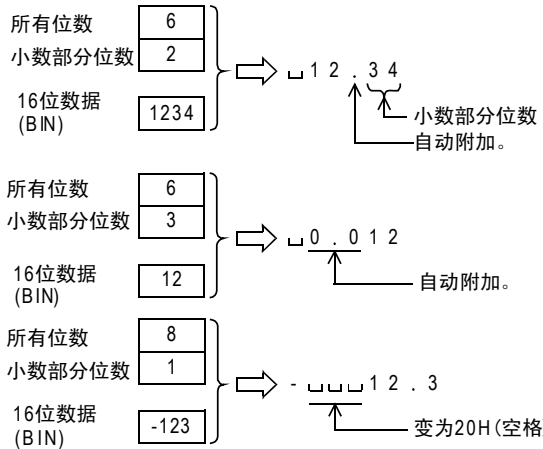 所有位数 6
小数部分位数 2
␣12.34
16位数据
(BIN) 1234
小数部分位数
自动附加。
所有位数 6
小数部分位数 3
␣0.012
16位数据
(BIN) 12
自动附加。
所有位数 8
小数部分位数 1
-␣␣␣12.3
16位数据
(BIN) -123
变为20H(空格